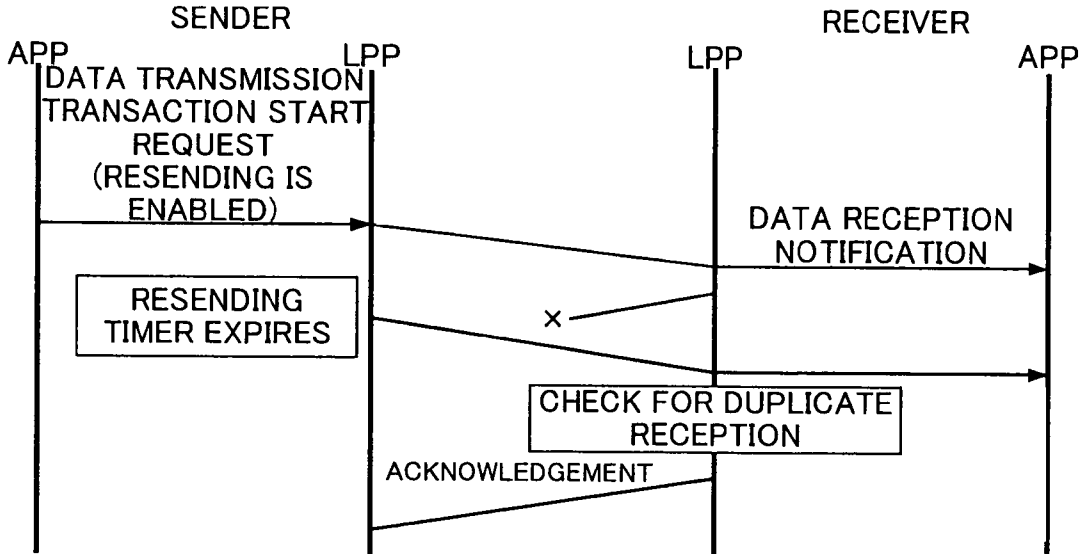 SENDER
RECEIVER
APP
LPP
LPP
APP
DATA TRANSMISSION
TRANSACTION START
REQUEST
(RESENDING IS
ENABLED)
DATA RECEPTION
NOTIFICATION
RESENDING
TIMER EXPIRES
×
CHECK FOR DUPLICATE
RECEPTION
ACKNOWLEDGEMENT